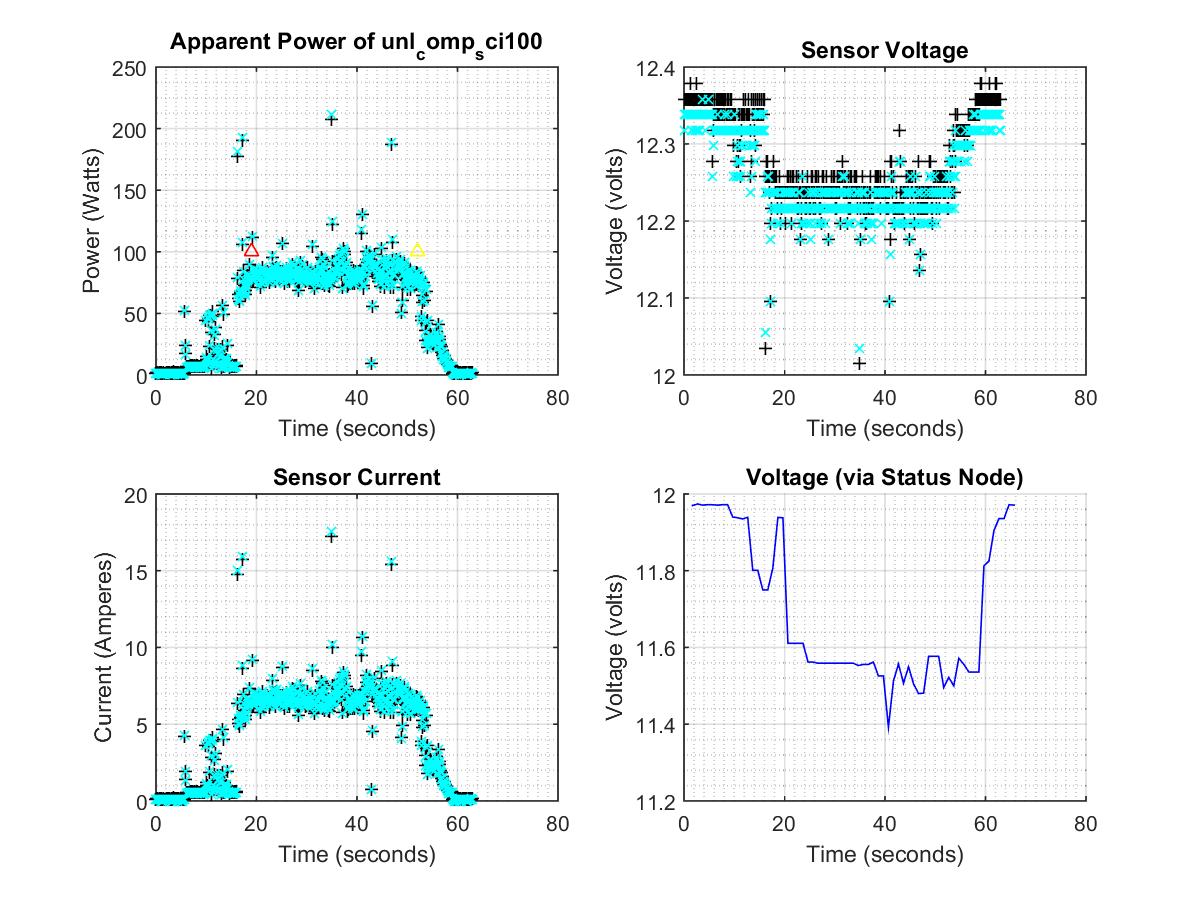 Apparent Power of unl_comp_sci100
250
200
150
100
50
0
Power (Watts)
0 20 40 60 80
Time (seconds)
Sensor Voltage
12.4
12.3
12.2
12.1
12
Voltage (volts)
0 20 40 60 80
Time (seconds)
Sensor Current
20
15
10
5
0
Current (Amperes)
0 20 40 60 80
Time (seconds)
Voltage (via Status Node)
12
11.8
11.6
11.4
11.2
Voltage (volts)
0 20 40 60 80
Time (seconds)